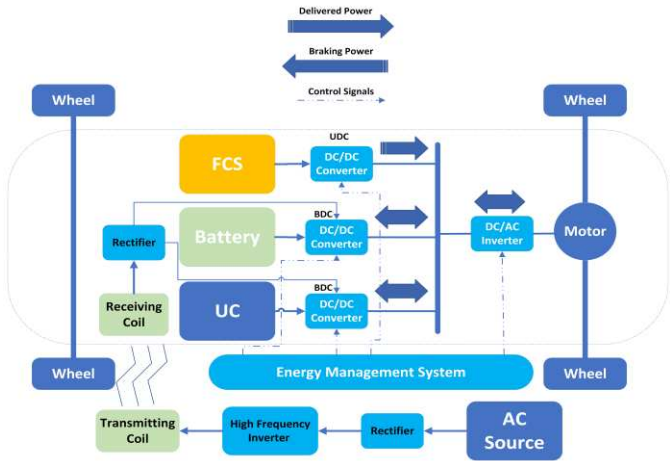 Delivered Power
Braking Power
Control Signals
Wheel
Wheel
UDC
FCS
DC/DC
Converter
BDC
Battery
DC/DC
Converter
Rectifier
DC/AC
Inverter
Motor
BDC
UC
DC/DC
Converter
Receiving
Coil
Wheel
Energy Management System
Wheel
Transmitting
Coil
High Frequency
Inverter
Rectifier
AC
Source